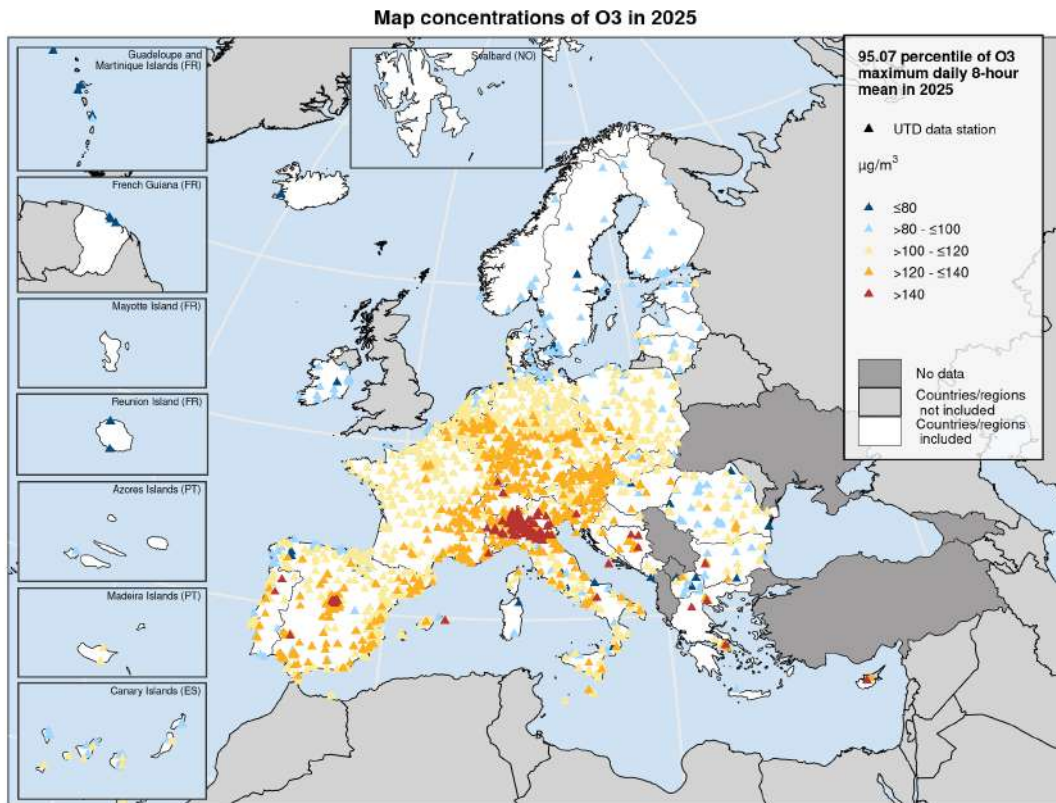 Map concentrations of O3 in 2025
Guadeloupe and
Martinique Islands (FR)
French Guiana (FR)
Mayotte Island (FR)
Reunion Island (FR)
Azores Islands (PT)
Madeira Islands (PT)
Canary Islands (ES)
Svalbard (NO)
95.07 percentile of O3
maximum daily 8-hour
mean in 2025
UTD data station
µg/m³
≤80
>80 - ≤100
>100 - ≤120
>120 - ≤140
>140
No data
Countries/regions
not included
Countries/regions
included